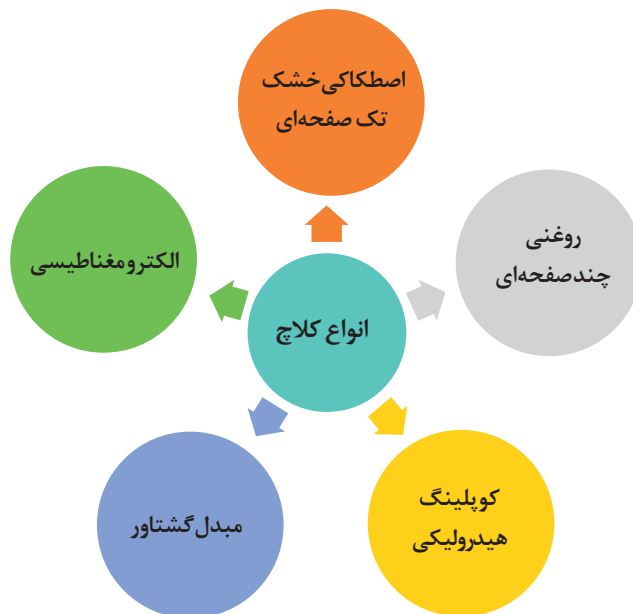 اصطکاکی خشک
تک صفحه‌ای
روغنی
چندصفحه‌ای
الکترومغناطیسی
انواع کلاچ
کوپلینگ
هیدرولیکی
مبدل گشتاور